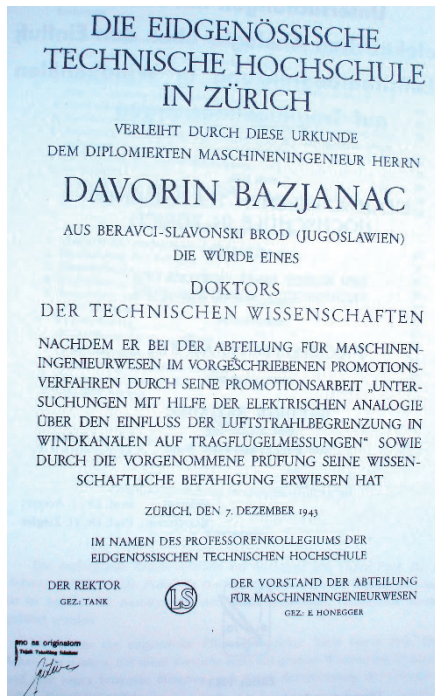 DIE EIDGENÖSSISCHE
TECHNISCHE HOCHSCHULE
IN ZÜRICH
VERLEIHT DURCH DIESE URKUNDE
DEM DIPLOMIERTEN MASCHINENINGENIEUR HERRN
DAVORIN BAZJANAC
AUS BERAVCI-SLAVONSKI BROD (JUGOSLAWIEN)
DIE WÜRDE EINES
DOKTORS
DER TECHNISCHEN WISSENSCHAFTEN
NACHDEM ER BEI DER ABTEILUNG FÜR MASCHINEN-
INGENIEURWESEN IM VORGESCHRIEBENEN PROMOTIONS-
VERFAHREN DURCH SEINE PROMOTIONSARBEIT „UNTER-
SUCHUNGEN MIT HILFE DER ELEKTRISCHEN ANALOGIE
ÜBER DEN EINFLUSS DER LUFTSTRAHLBEGRENZUNG IN
WINDKANÄLEN AUF TRAGFLÜGELMESSUNGEN“ SOWIE
DURCH DIE VORGENOMMENE PRÜFUNG SEINE WISSEN-
SCHAFTLICHE BEFÄHIGUNG ERWIESEN HAT
ZÜRICH, DEN 7. DEZEMBER 1943
IM NAMEN DES PROFESSORENKOLLEGIUMS DER
EIDGENÖSSISCHEN TECHNISCHEN HOCHSCHULE
DER REKTOR
GEZ: TANK
LS
DER VORSTAND DER ABTEILUNG
FÜR MASCHINENINGENIEURWESEN
GEZ: E. HONEGGER
originalom